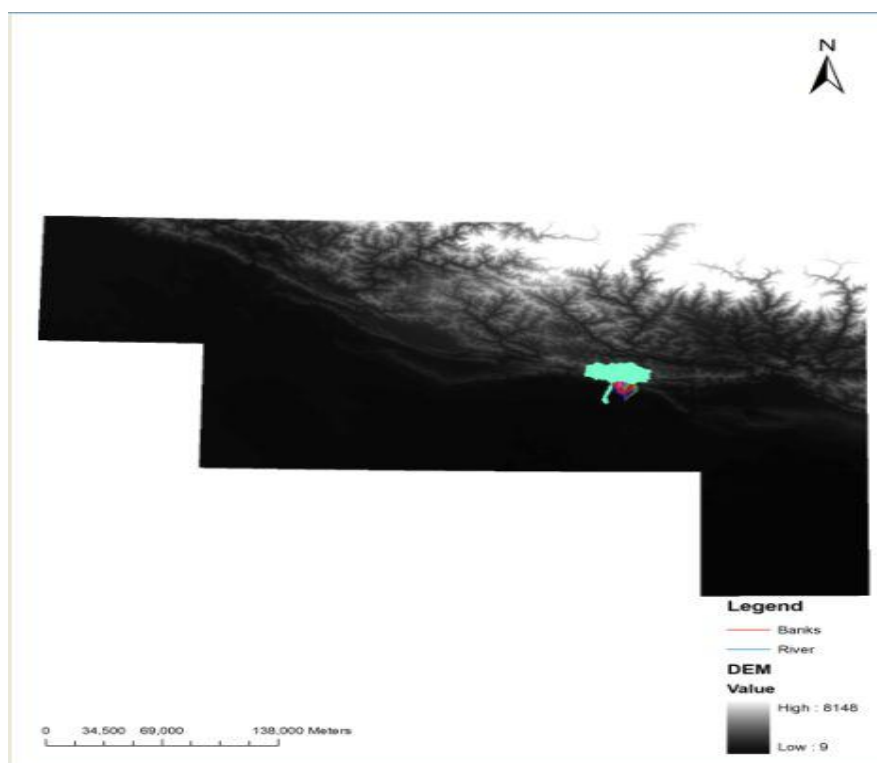 N
Legend
Banks
River
DEM
Value
High : 8148
Low : 9
0 34,500 69,000 138,000 Meters